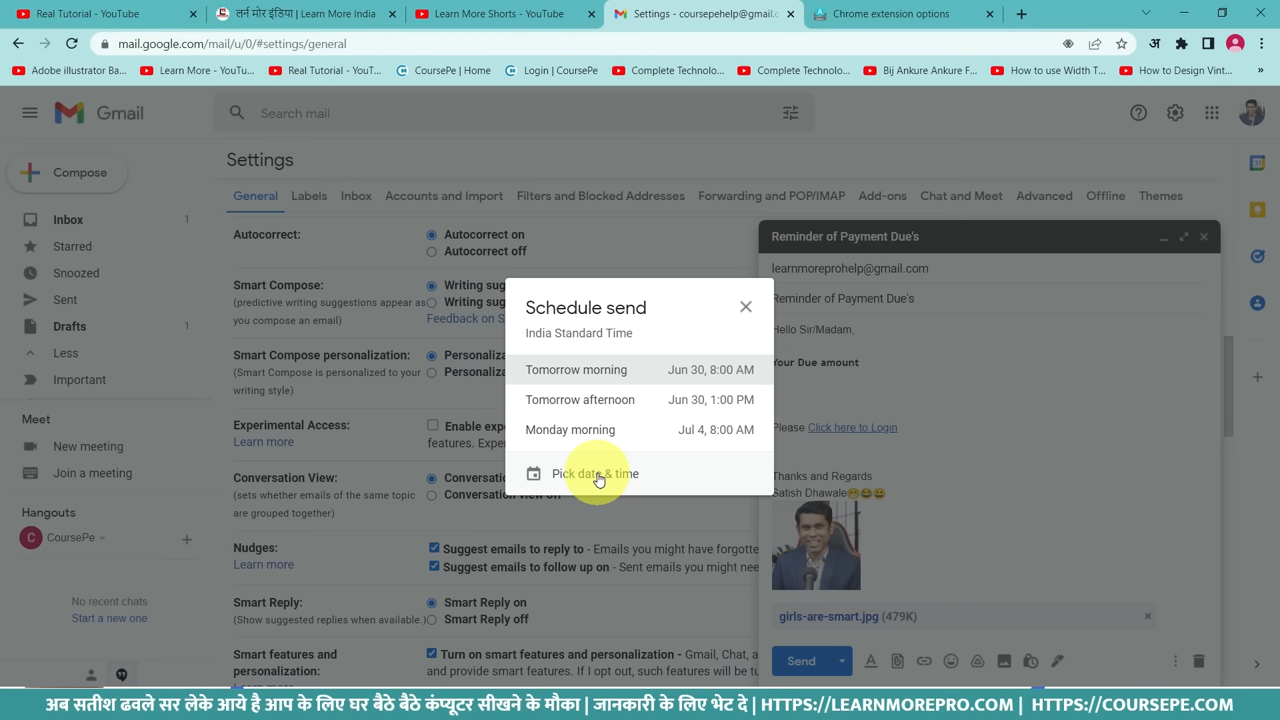 Real Tutorial - YouTube
लर्न मोर इंडिया | Learn More India
Learn More Shorts - YouTube
Settings - coursepehelp@gmail.c
Chrome extension options
mail.google.com/mail/u/0/#settings/general
अ
Adobe illustrator Ba...
Learn More - YouTu...
Real Tutorial - YouT...
CoursePe | Home
Login | CoursePe
Complete Technolo...
Complete Technolo...
Bij Ankure Ankure F...
How to use Width T...
How to Design Vint...
Gmail
Search mail
Compose
Inbox 1
Starred
Snoozed
Sent
Drafts 1
Less
Important
Meet
New meeting
Join a meeting
Hangouts
C CoursePe
No recent chats
Start a new one
Settings
General Labels Inbox Accounts and Import Filters and Blocked Addresses Forwarding and POP/IMAP Add-ons Chat and Meet Advanced Offline Themes
Autocorrect: Autocorrect on
Autocorrect off
Smart Compose: Writing sug
(predictive writing suggestions appear as Writing sug
you compose an email) Feedback on S
Smart Compose personalization: Personaliza
(Smart Compose is personalized to your Personaliza
writing style)
Experimental Access: Enable exp
Learn more features. Expe
Conversation View: Conversatio
(sets whether emails of the same topic Conversation View off
are grouped together)
Nudges: Suggest emails to reply to - Emails you might have forgotte
Learn more Suggest emails to follow up on - Sent emails you might nee
Smart Reply: Smart Reply on
(Show suggested replies when available.) Smart Reply off
Smart features and Turn on smart features and personalization - Gmail, Chat, a
personalization: and provide smart features. If I opt out, such features will be tu
Schedule send
India Standard Time
Tomorrow morning Jun 30, 8:00 AM
Tomorrow afternoon Jun 30, 1:00 PM
Monday morning Jul 4, 8:00 AM
Pick date & time
Reminder of Payment Due's
learnmoreprohelp@gmail.com
Reminder of Payment Due's
Hello Sir/Madam,
Your Due amount
Please Click here to Login
Thanks and Regards
Satish Dhawale😁😂😀
girls-are-smart.jpg (479K)
Send
अब सतीश ढवले सर लेके आये है आप के लिए घर बैठे बैठे कंप्यूटर सीखने के मौका | जानकारी के लिए भेट दे | HTTPS://LEARNMOREPRO.COM | HTTPS://COURSEPE.COM